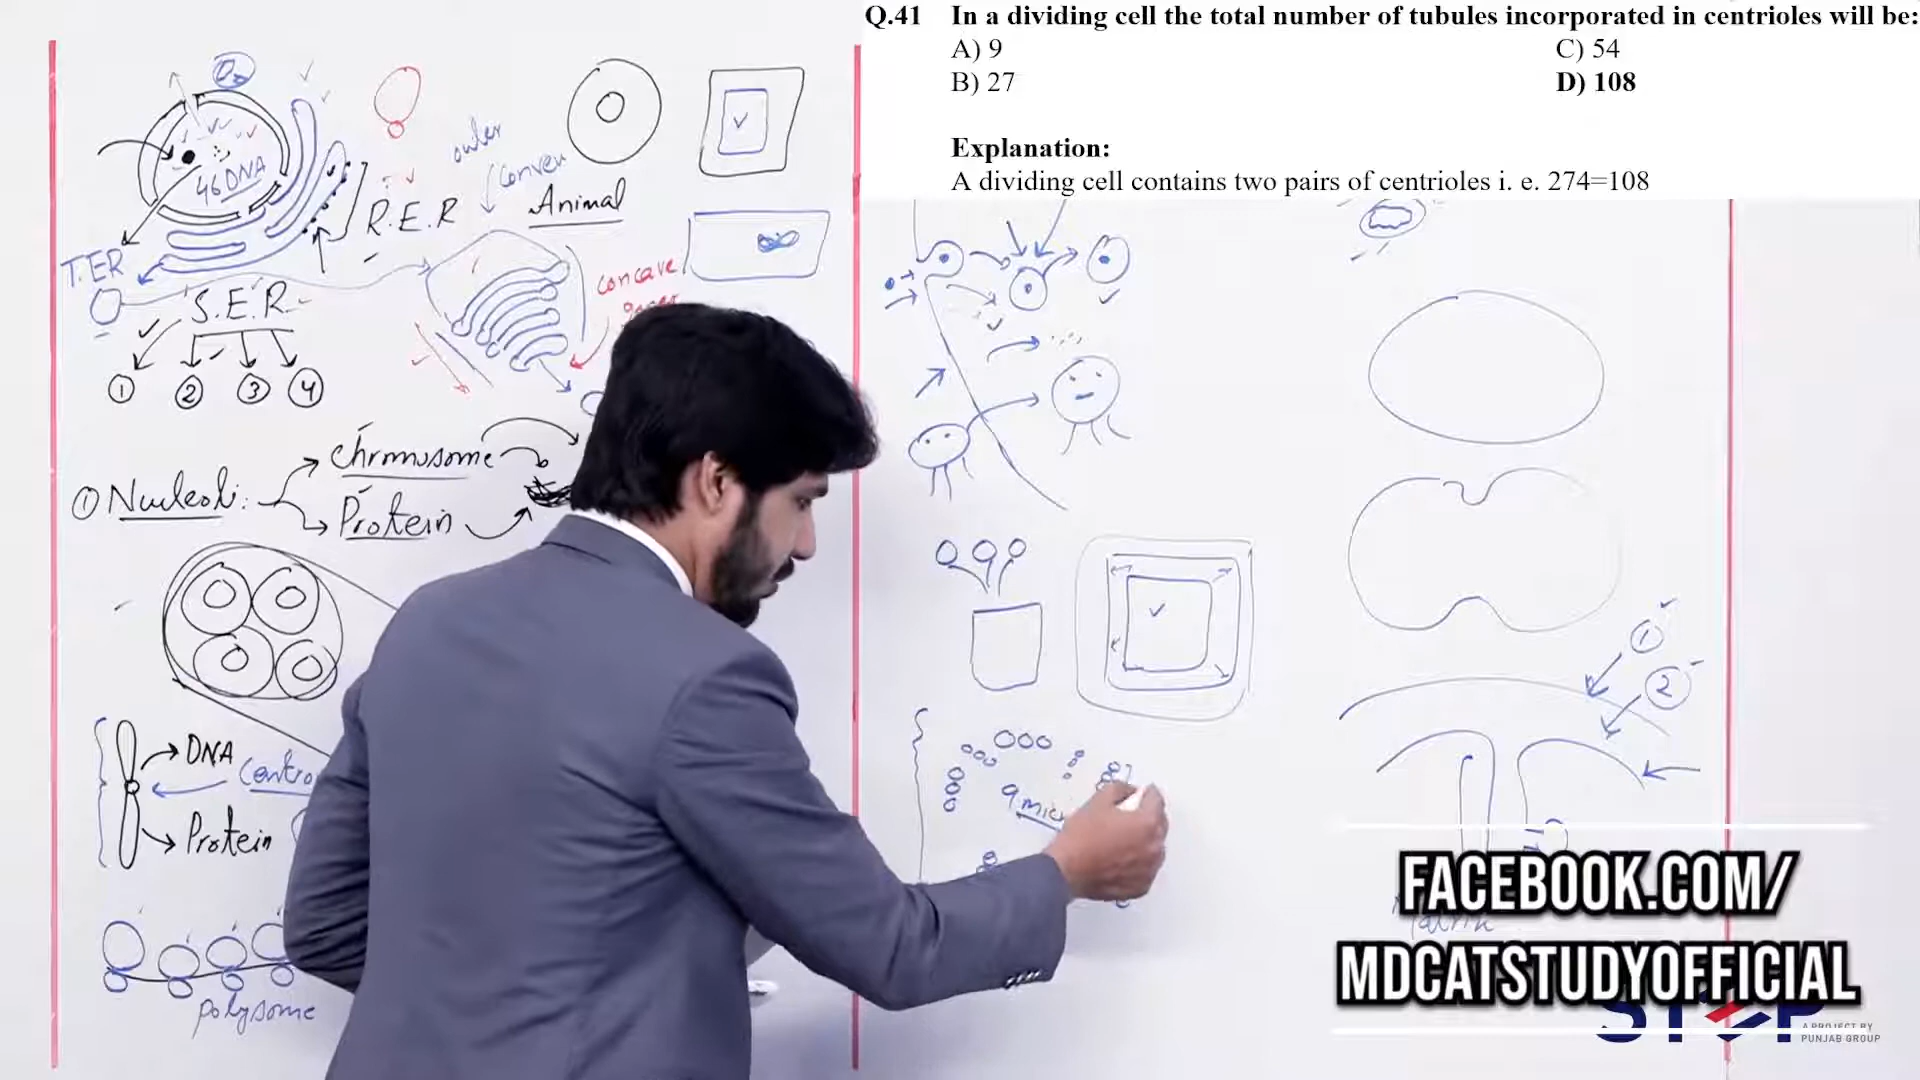 Q.41 In a dividing cell the total number of tubules incorporated in centrioles will be:
A) 9
C) 54
B) 27
D) 108
Explanation:
A dividing cell contains two pairs of centrioles i. e. 274=108
46 DNA
outer
R.E.R
Animal
T.ER
concave
S.E.R
1 2 3 4
① Nucleoli:
chromosome
Protein
1
2
DNA
Protein
9
Polysome
FACEBOOK.COM/
MDCATSTUDYOFFICIAL
A PROJECT BY
PUNJAB GROUP